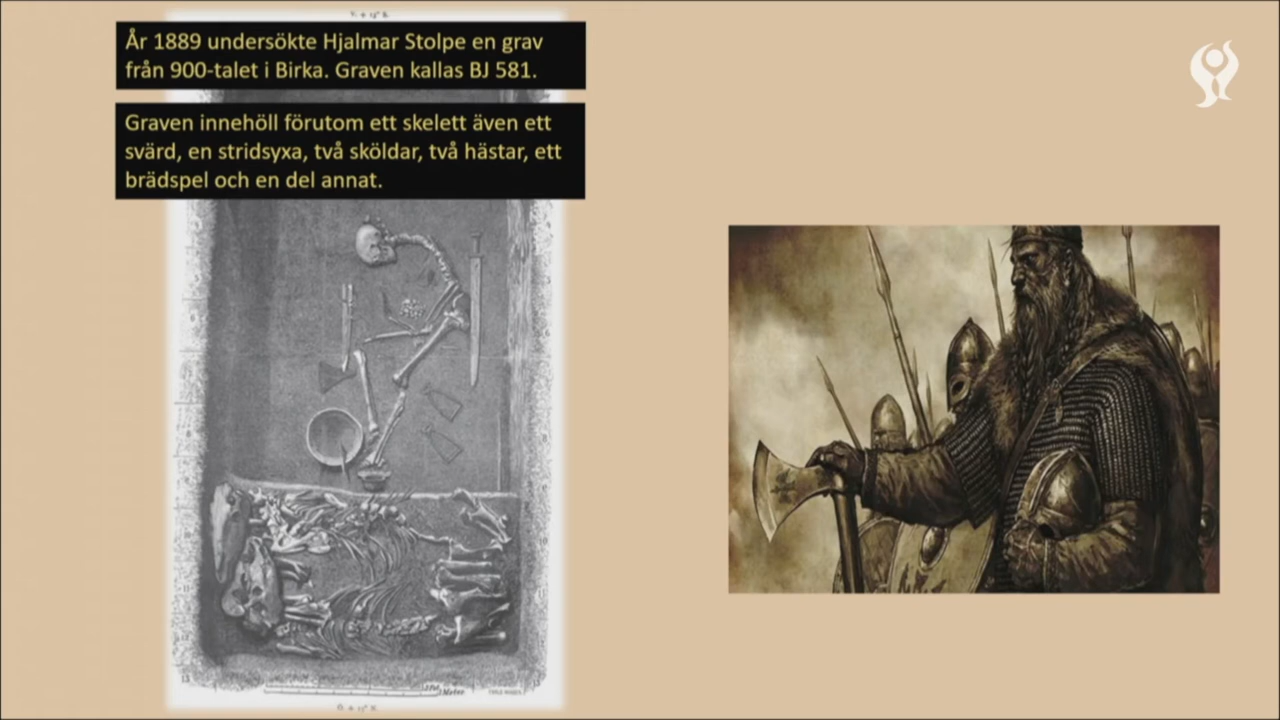 År 1889 undersökte Hjalmar Stolpe en grav
från 900-talet i Birka. Graven kallas BJ 581.
Graven innehöll förutom ett skelett även ett
svärd, en stridsyxa, två sköldar, två hästar, ett
brädspel och en del annat.